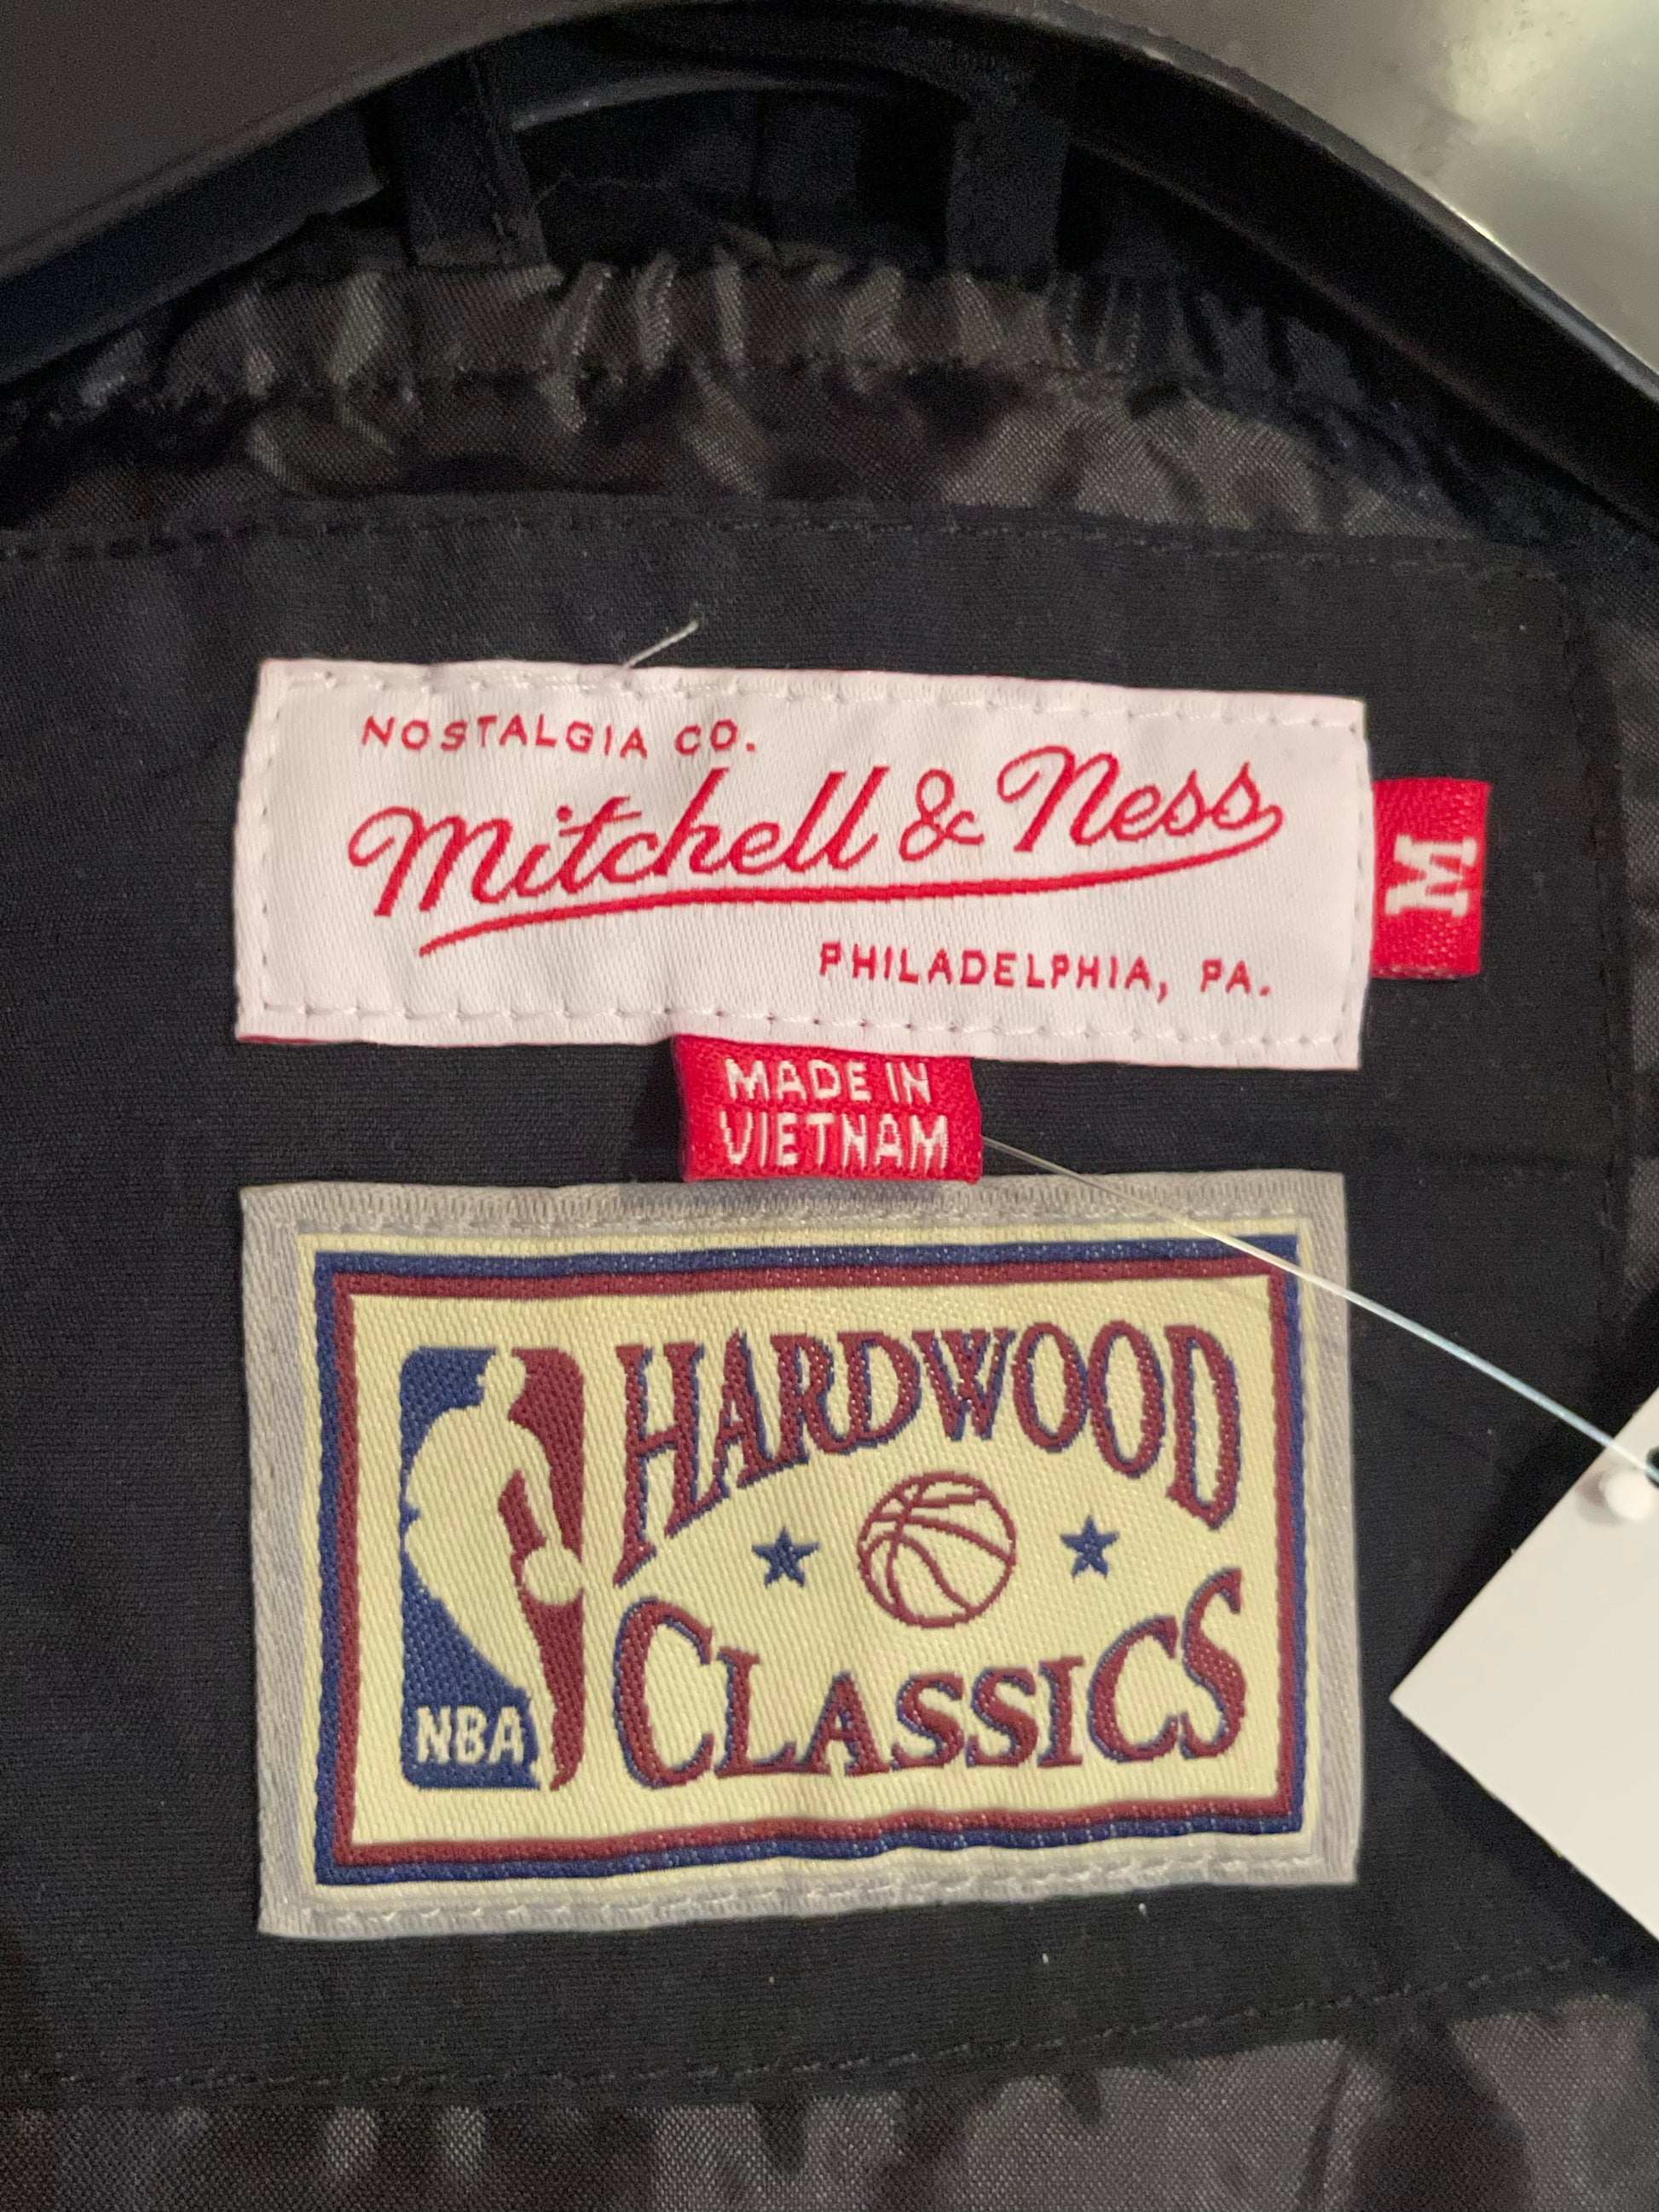 NOSTALGIA CO.
Mitchell & Ness
PHILADELPHIA, PA.
M
MADE IN
VIETNAM
HARDWOOD
CLASSICS
NBA